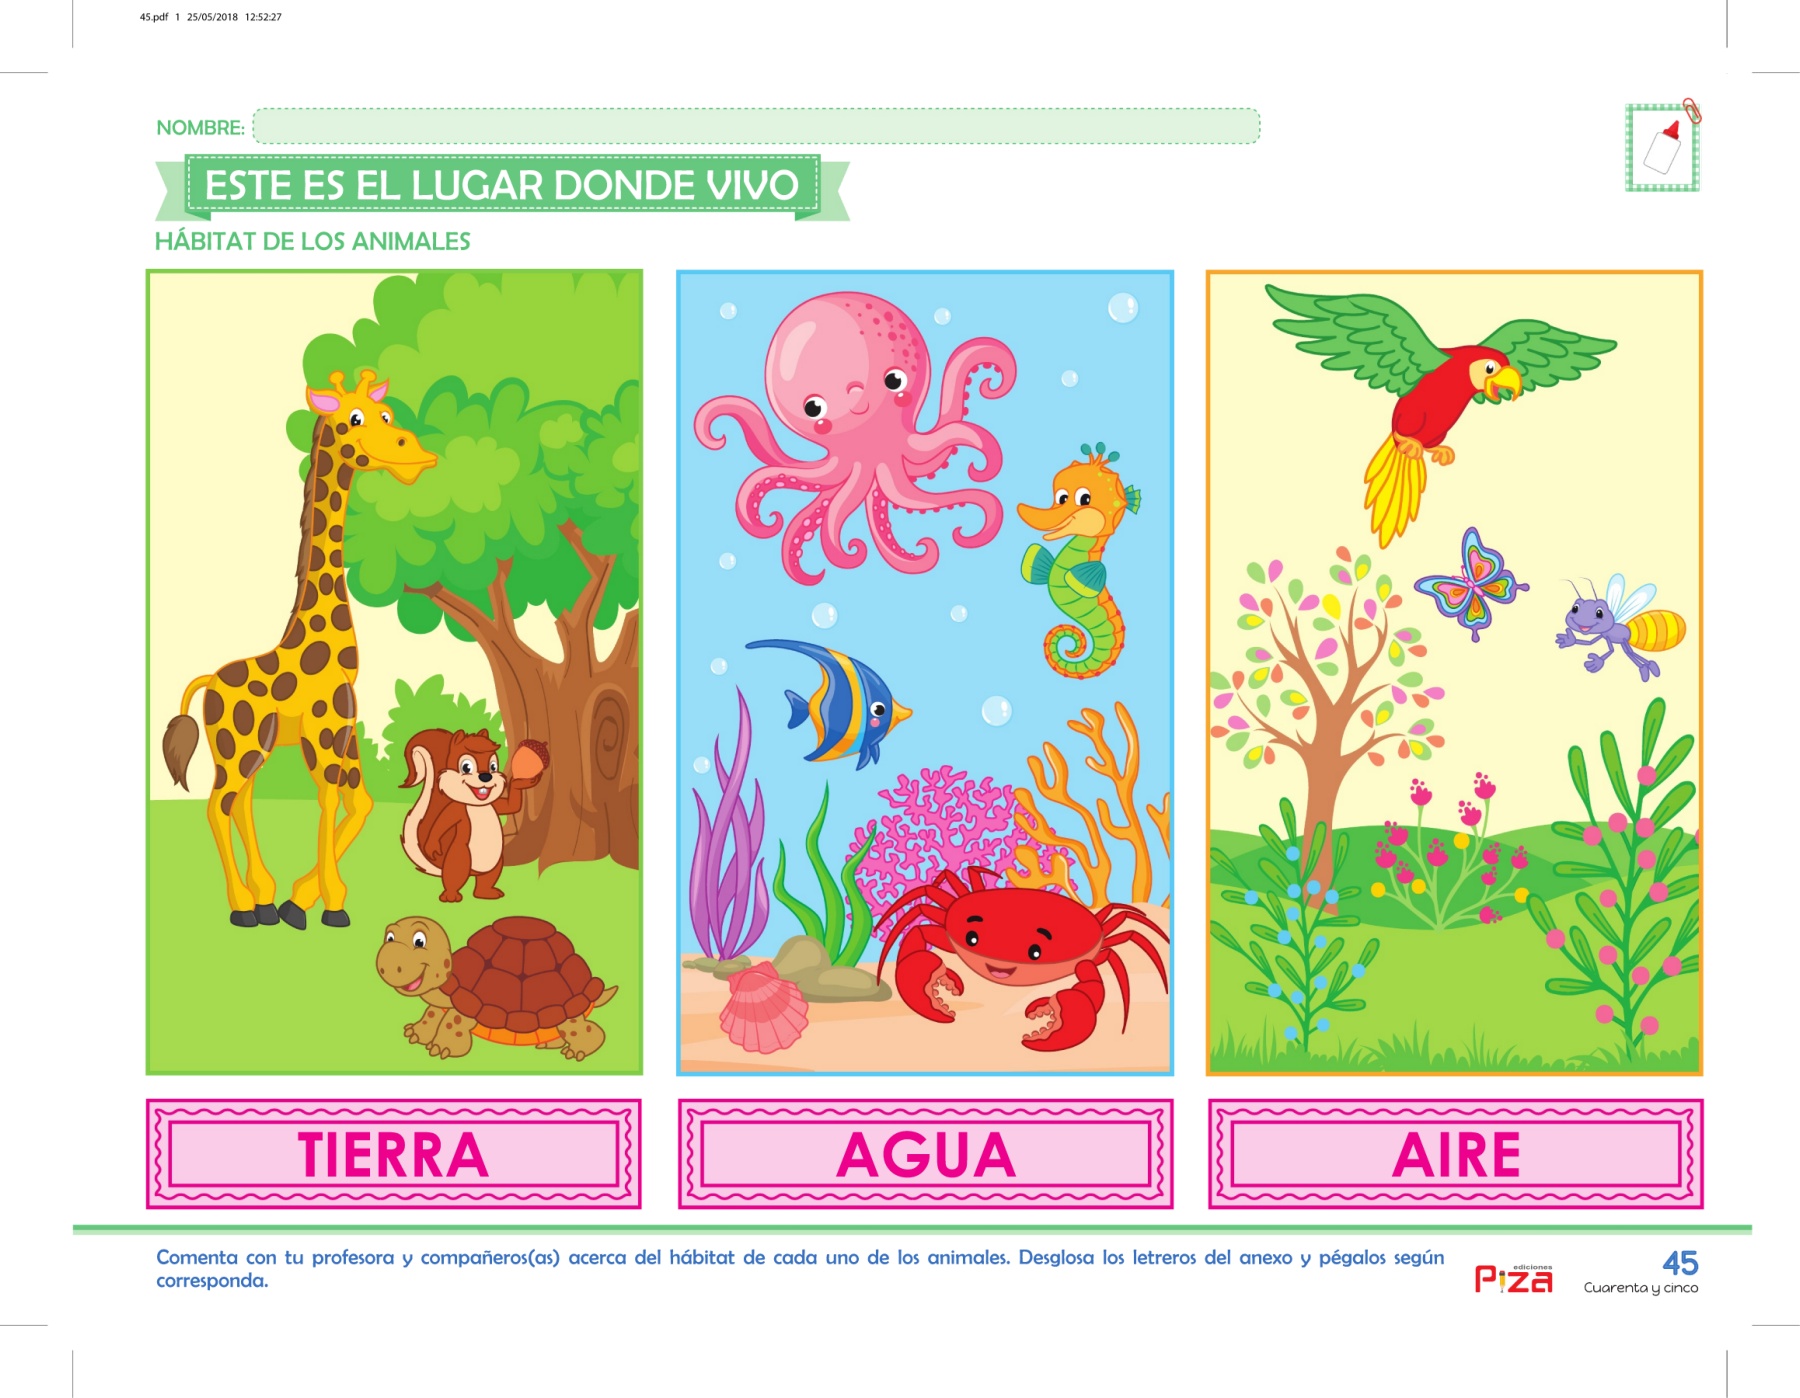 45.pdf 1 25/05/2018 12:52:27
NOMBRE:
ESTE ES EL LUGAR DONDE VIVO
HÁBITAT DE LOS ANIMALES
TIERRA
AGUA
AIRE
Comenta con tu profesora y compañeros(as) acerca del hábitat de cada uno de los animales. Desglosa los letreros del anexo y pégalos según
corresponda.
ediciones
Piza
45
Cuarenta y cinco